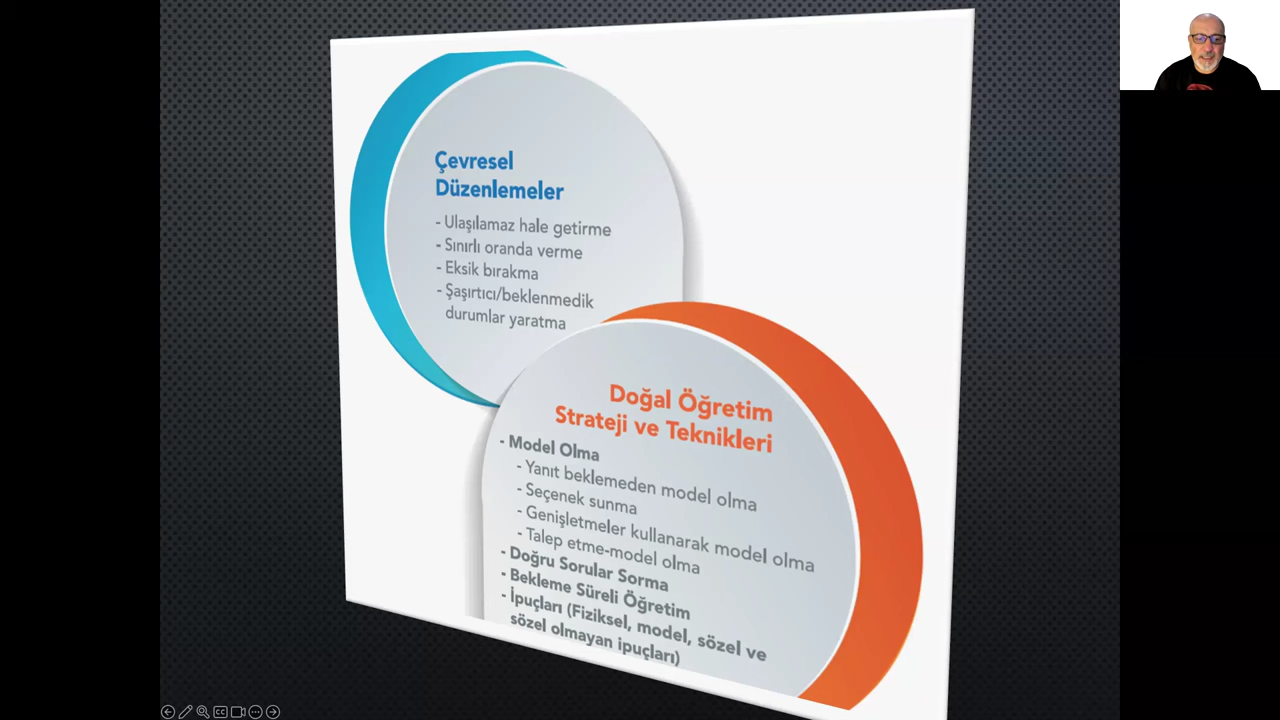 Çevresel
Düzenlemeler
- Ulaşılamaz hale getirme
- Sınırlı oranda verme
- Eksik bırakma
- Şaşırtıcı/beklenmedik
durumlar yaratma
Doğal Öğretim
Strateji ve Teknikleri
- Model Olma
- Yanıt beklemeden model olma
- Seçenek sunma
- Genişletmeler kullanarak model olma
- Talep etme-model olma
- Doğru Sorular Sorma
- Bekleme Süreli Öğretim
- İpuçları (Fiziksel, model, sözel ve
sözel olmayan ipuçları)